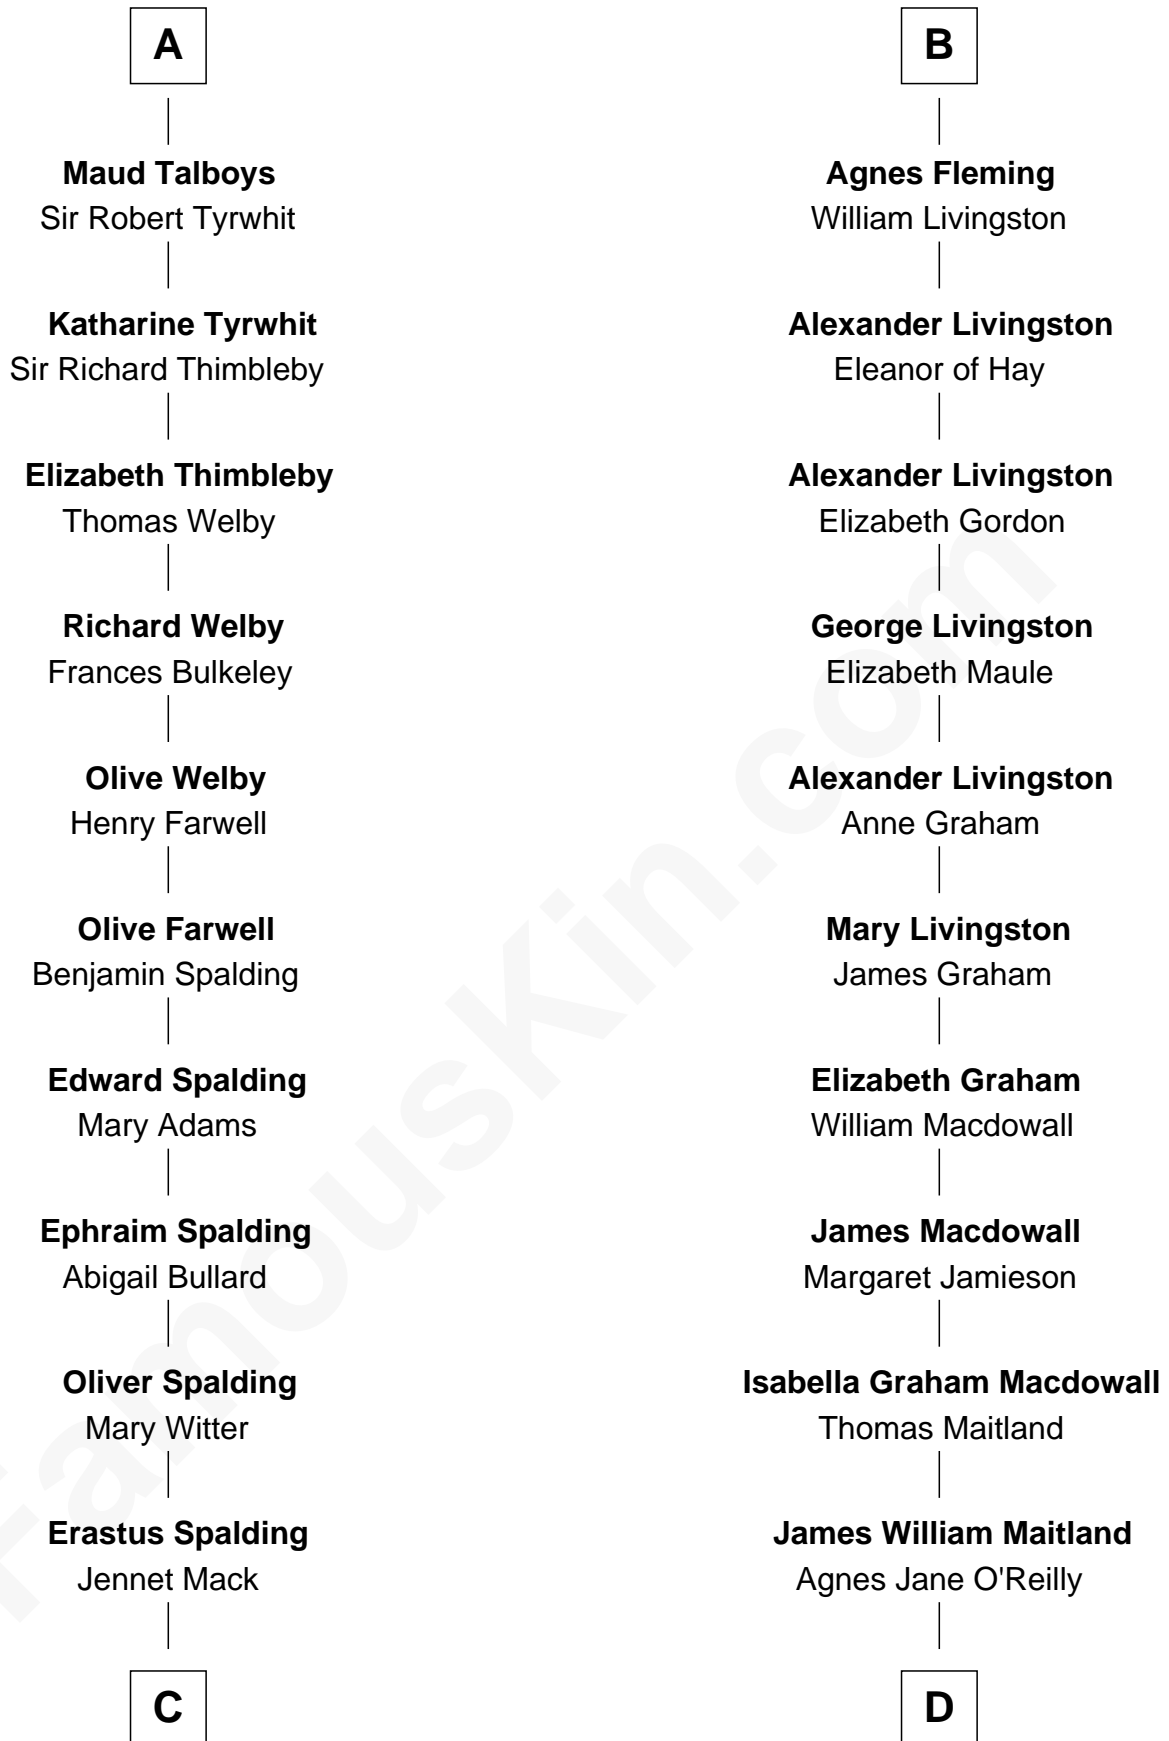 A
Maud Talboys
Sir Robert Tyrwhit
Katharine Tyrwhit
Sir Richard Thimbleby
Elizabeth Thimbleby
Thomas Welby
Richard Welby
Frances Bulkeley
Olive Welby
Henry Farwell
Olive Farwell
Benjamin Spalding
Edward Spalding
Mary Adams
Ephraim Spalding
Abigail Bullard
Oliver Spalding
Mary Witter
Erastus Spalding
Jennet Mack
C
B
Agnes Fleming
William Livingston
Alexander Livingston
Eleanor of Hay
Alexander Livingston
Elizabeth Gordon
George Livingston
Elizabeth Maule
Alexander Livingston
Anne Graham
Mary Livingston
James Graham
Elizabeth Graham
William Macdowall
James Macdowall
Margaret Jamieson
Isabella Graham Macdowall
Thomas Maitland
James William Maitland
Agnes Jane O'Reilly
D
FamousKin.com